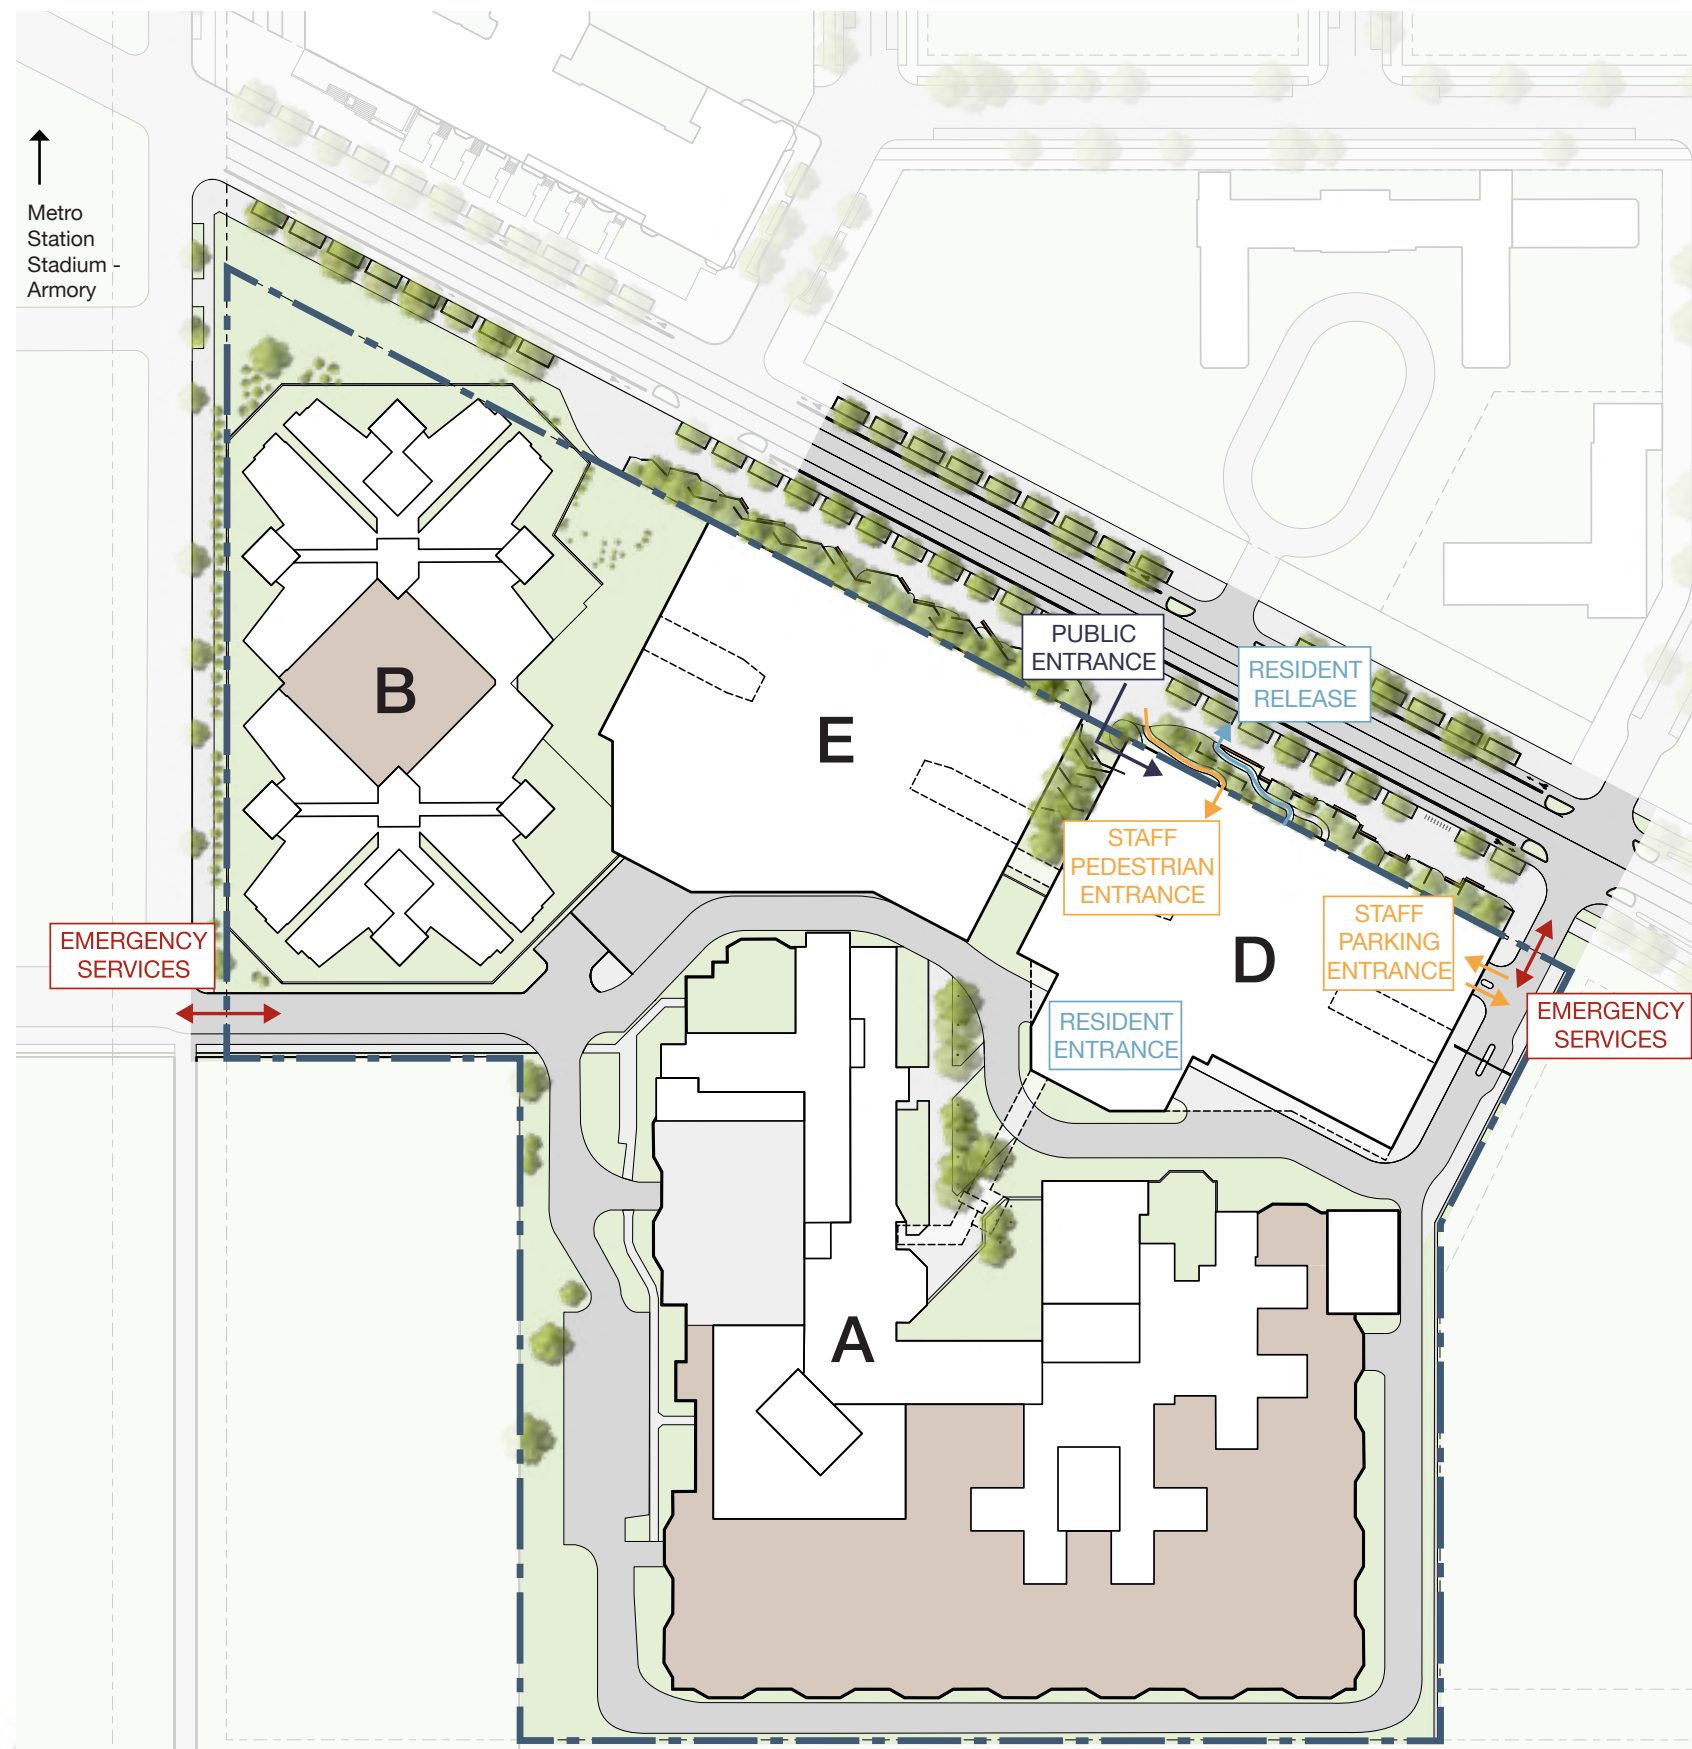 Metro
Station
Stadium -
Armory
PUBLIC
ENTRANCE
RESIDENT
RELEASE
B
E
STAFF
PEDESTRIAN
ENTRANCE
STAFF
PARKING
ENTRANCE
EMERGENCY
SERVICES
D
RESIDENT
ENTRANCE
EMERGENCY
SERVICES
A